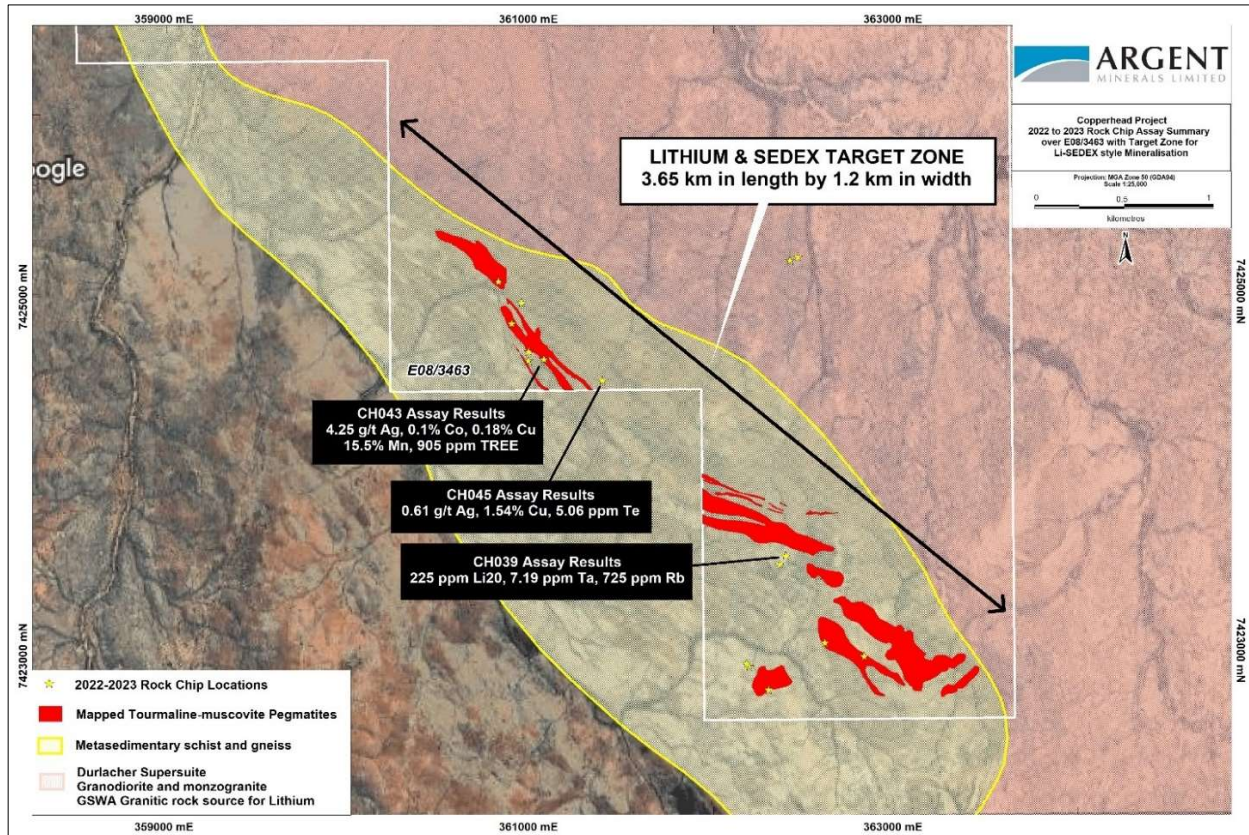 359000 mE
361000 mE
363000 mE
ARGENT
MINERALS LIMITED
Copperhead Project
2022 to 2023 Rock Chip Assay Summary
over E08/3463 with Target Zone for
Li-SEDEX style Mineralisation
Projection: MGA Zone 50 (GDA94)
Scale 1:25,000
0
0.5
1
kilometres
N
oogle
LITHIUM & SEDEX TARGET ZONE
3.65 km in length by 1.2 km in width
7425000 mN
7425000 mN
E08/3463
CH043 Assay Results
4.25 g/t Ag, 0.1% Co, 0.18% Cu
15.5% Mn, 905 ppm TREE
CH045 Assay Results
0.61 g/t Ag, 1.54% Cu, 5.06 ppm Te
CH039 Assay Results
225 ppm Li20, 7.19 ppm Ta, 725 ppm Rb
7423000 mN
7423000 mN
2022-2023 Rock Chip Locations
Mapped Tourmaline-muscovite Pegmatites
Metasedimentary schist and gneiss
Durlacher Supersuite
Granodiorite and monzogranite
GSWA Granitic rock source for Lithium
359000 mE
361000 mE
363000 mE